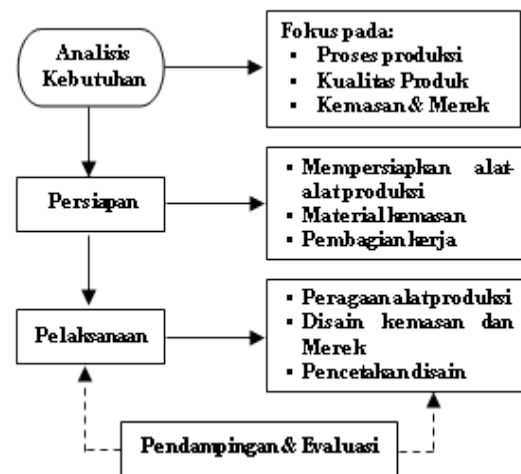 Analisis
Kebutuhan
Fokus pada:
▪ Proses produksi
▪ Kualitas Produk
▪ Kemasan & Merek
Persiapan
▪ Mempersiapkan alat-
alat produksi
▪ Material kemasan
▪ Pembagian kerja
Pelaksanaan
▪ Peragaan alat produksi
▪ Disain kemasan dan
Merek
▪ Pencetakan disain
Pendampingan & Evaluasi